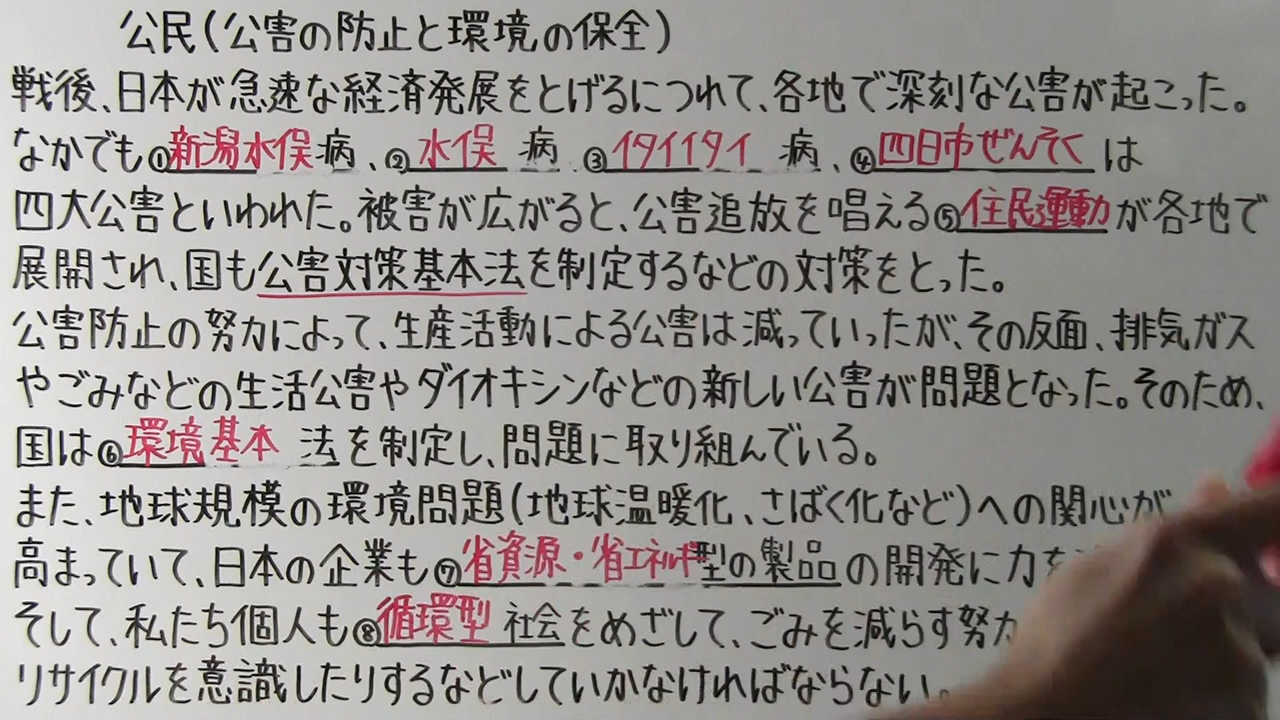 公民(公害の防止と環境の保全)
戦後、日本が急速な経済発展をとげるにつれて、各地で深刻な公害が起こった。
なかでも①新潟水俣病、②水俣病、③イタイイタイ病、④四日市ぜんそくは
四大公害といわれた。被害が広がると、公害追放を唱える⑤住民運動が各地で
展開され、国も公害対策基本法を制定するなどの対策をとった。
公害防止の努力によって、生産活動による公害は減っていったが、その反面、排気ガス
やごみなどの生活公害やダイオキシンなどの新しい公害が問題となった。そのため、
国は⑥環境基本法を制定し、問題に取り組んでいる。
また、地球規模の環境問題(地球温暖化、さばく化など)への関心が
高まっていて、日本の企業も⑦省資源・省エネルギ型の製品の開発に力を
そして、私たち個人も⑧循環型社会をめざして、ごみを減らす努力
リサイクルを意識したりするなどしていかなければならない。